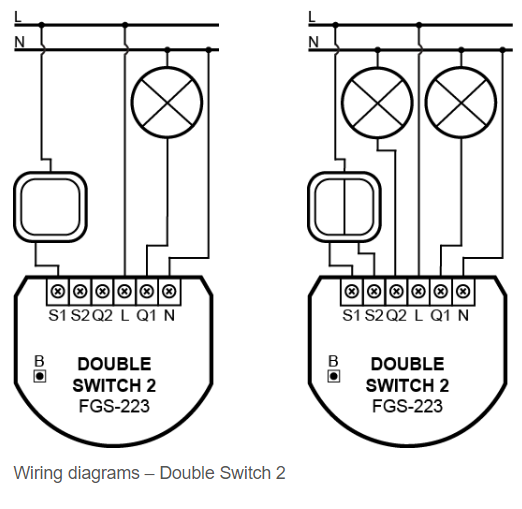 L
N
S1 S2 Q2 L Q1 N
B
DOUBLE
SWITCH 2
FGS-223
L
N
S1 S2 Q2 L Q1 N
B
DOUBLE
SWITCH 2
FGS-223
Wiring diagrams – Double Switch 2